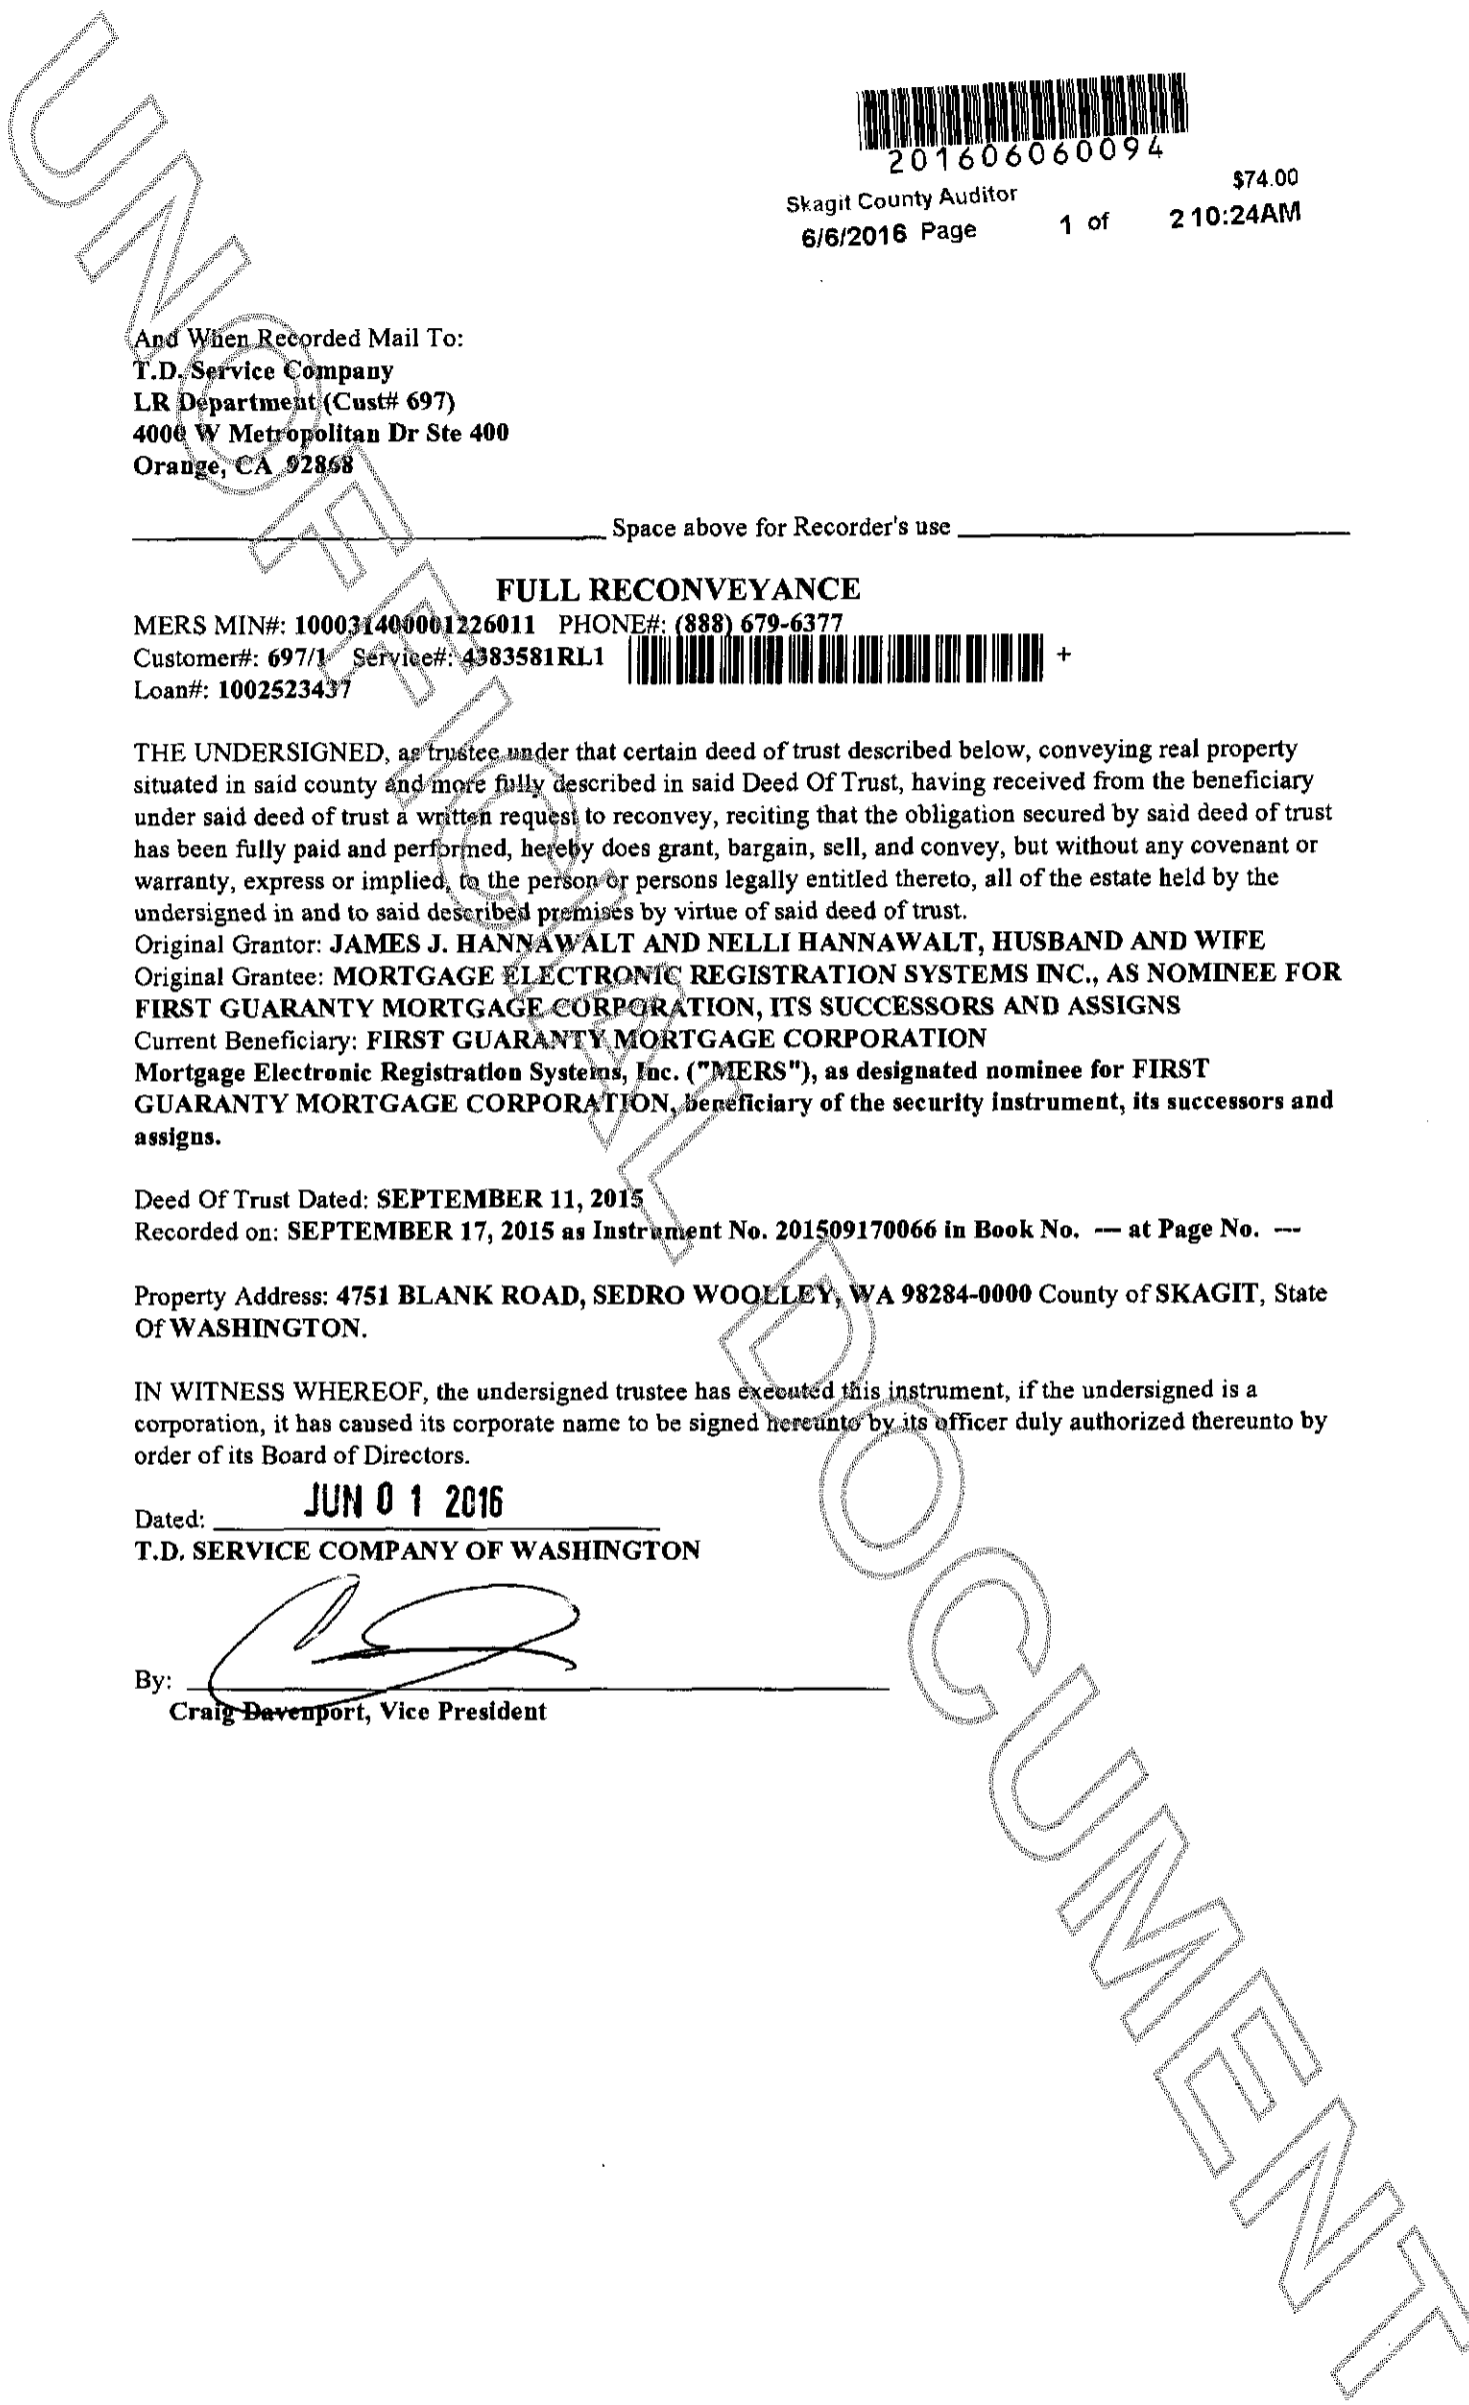 201606060094
Skagit County Auditor $74.00
6/6/2016 Page 1 of 2 10:24AM
And When Recorded Mail To:
T.D. Service Company
LR Department (Cust# 697)
4000 W Metropolitan Dr Ste 400
Orange, CA 92868
Space above for Recorder's use
FULL RECONVEYANCE
MERS MIN#: 100031400001226011 PHONE#: (888) 679-6377
Customer#: 697/1 Service#: 4383581RL1 +
Loan#: 1002523437
THE UNDERSIGNED, as trustee under that certain deed of trust described below, conveying real property
situated in said county and more fully described in said Deed Of Trust, having received from the beneficiary
under said deed of trust a written request to reconvey, reciting that the obligation secured by said deed of trust
has been fully paid and performed, hereby does grant, bargain, sell, and convey, but without any covenant or
warranty, express or implied, to the person or persons legally entitled thereto, all of the estate held by the
undersigned in and to said described premises by virtue of said deed of trust.
Original Grantor: JAMES J. HANNAWALT AND NELLI HANNAWALT, HUSBAND AND WIFE
Original Grantee: MORTGAGE ELECTRONIC REGISTRATION SYSTEMS INC., AS NOMINEE FOR
FIRST GUARANTY MORTGAGE CORPORATION, ITS SUCCESSORS AND ASSIGNS
Current Beneficiary: FIRST GUARANTY MORTGAGE CORPORATION
Mortgage Electronic Registration Systems, Inc. ("MERS"), as designated nominee for FIRST
GUARANTY MORTGAGE CORPORATION, beneficiary of the security instrument, its successors and
assigns.
Deed Of Trust Dated: SEPTEMBER 11, 2015
Recorded on: SEPTEMBER 17, 2015 as Instrument No. 201509170066 in Book No. --- at Page No. ---
Property Address: 4751 BLANK ROAD, SEDRO WOOLLEY, WA 98284-0000 County of SKAGIT, State
Of WASHINGTON.
IN WITNESS WHEREOF, the undersigned trustee has executed this instrument, if the undersigned is a
corporation, it has caused its corporate name to be signed hereunto by its officer duly authorized thereunto by
order of its Board of Directors.
Dated: JUN 01 2016
T.D. SERVICE COMPANY OF WASHINGTON
By:
Craig Davenport, Vice President
UNOFFICIAL DOCUMENT